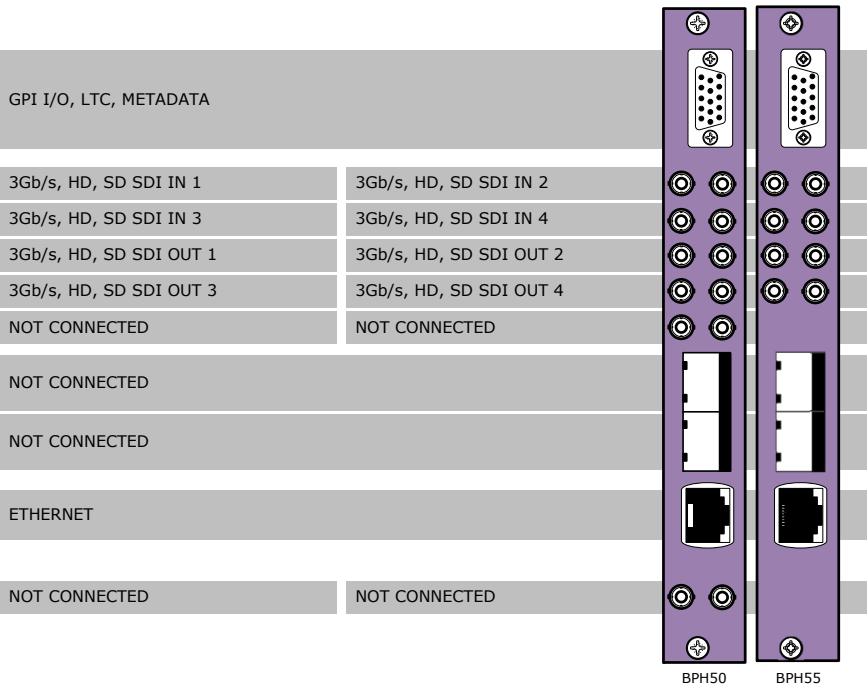 GPI I/O, LTC, METADATA
3Gb/s, HD, SD SDI IN 1
3Gb/s, HD, SD SDI IN 2
3Gb/s, HD, SD SDI IN 3
3Gb/s, HD, SD SDI IN 4
3Gb/s, HD, SD SDI OUT 1
3Gb/s, HD, SD SDI OUT 2
3Gb/s, HD, SD SDI OUT 3
3Gb/s, HD, SD SDI OUT 4
NOT CONNECTED
NOT CONNECTED
NOT CONNECTED
NOT CONNECTED
ETHERNET
NOT CONNECTED
NOT CONNECTED
BPH50
BPH55